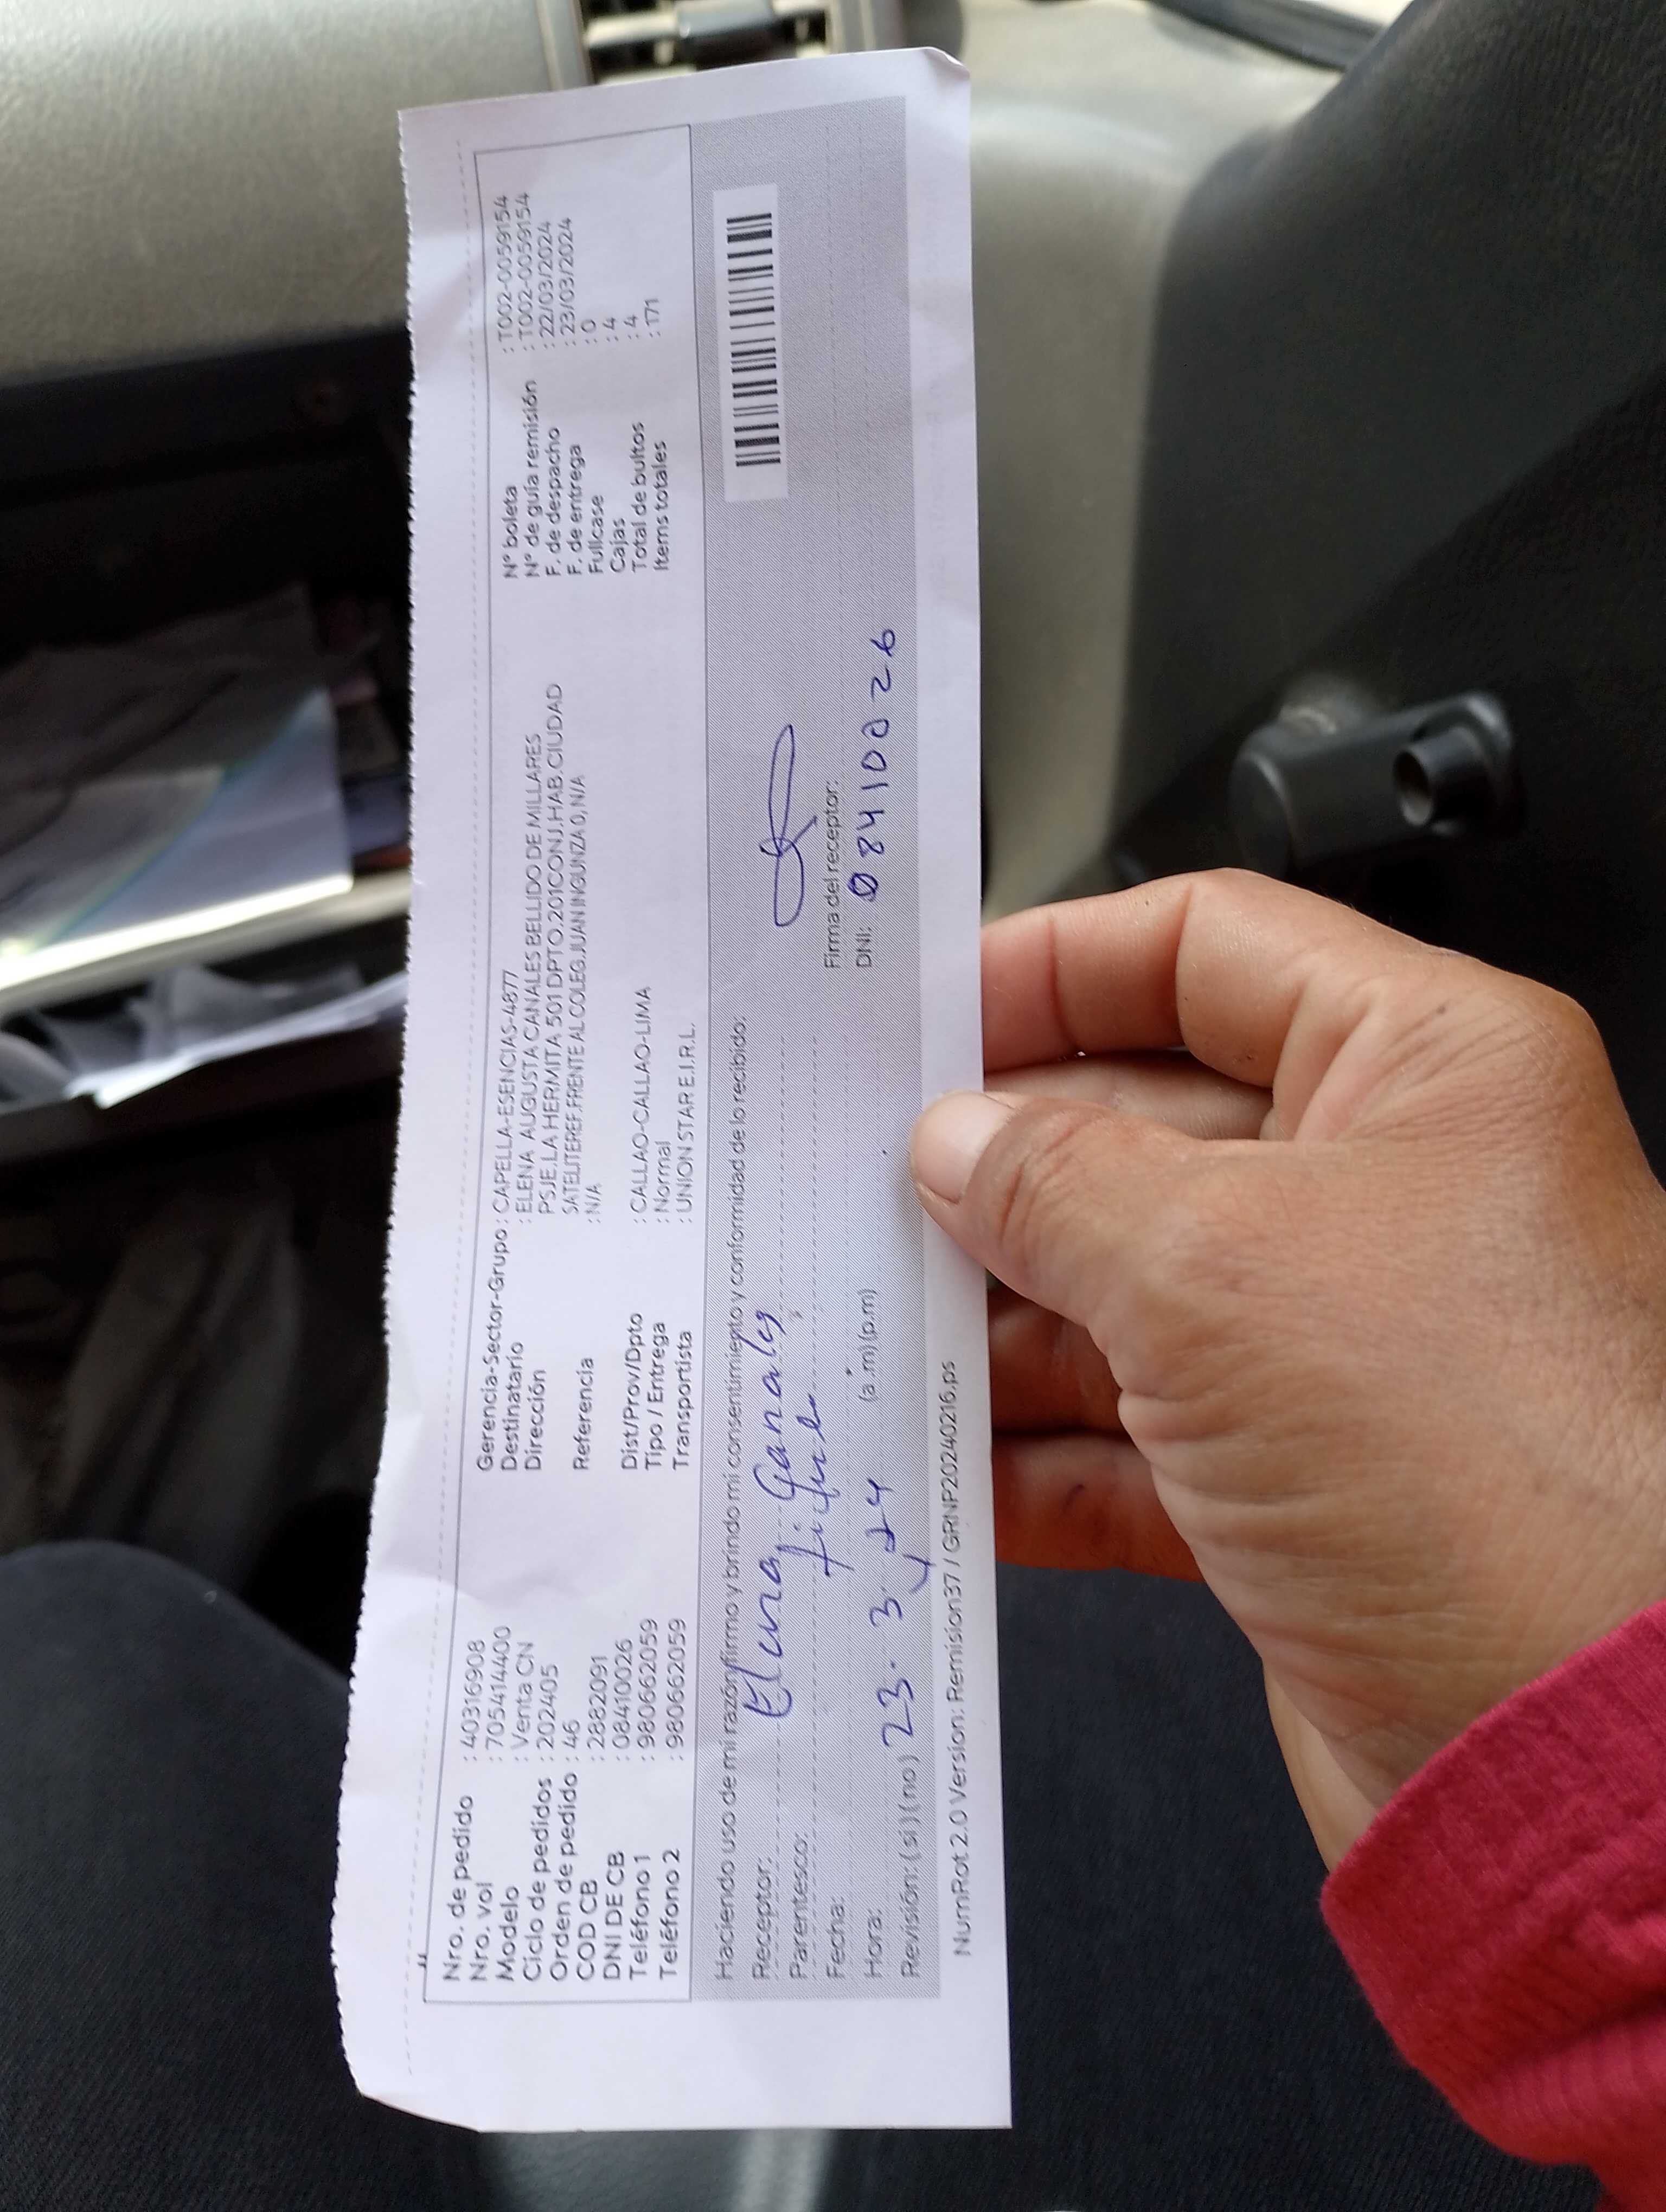 Nro. de pedido : 40316908
Nro. vol : 705414400
Modelo : Venta CN
Ciclo de pedidos : 202405
Orden de pedido : 46
COD CB : 2882091
DNI DE CB : 08410026
Teléfono 1 : 980662059
Teléfono 2 : 980662059
Gerencia-Sector-Grupo : CAPELLA-ESENCIAS-4877
Destinatario : ELENA AUGUSTA CANALES BELLIDO DE MILLARES
Dirección PSJE.LA HERMITA 501 DPTO.201CONJ.HAB.CIUDAD
SATELITEREF.FRENTE AL COLEG.JUAN INGUNZA 0,N/A
Referencia : N/A
Dist/Prov/Dpto : CALLAO-CALLAO-LIMA
Tipo / Entrega : Normal
Transportista : UNION STAR E.I.R.L.
N° boleta : T002-0059154
N° de guía remisión : T002-0059154
F. de despacho : 22/03/2024
F. de entrega : 23/03/2024
Fullcase : 0
Cajas : 4
Total de bultos : 4
Items totales : 171
Haciendo uso de mi razón firmo y brindo mi consentimiento y conformidad de lo recibido:
Receptor: Elena Canales
Parentesco:
Fecha:
Hora: 23. 3. 24 (a.m)(p.m)
Revisión: (si) (no)
Firma del receptor:
DNI: 08410026
NumRot 2.0 Version: Remision37 / GRNP20240216.ps